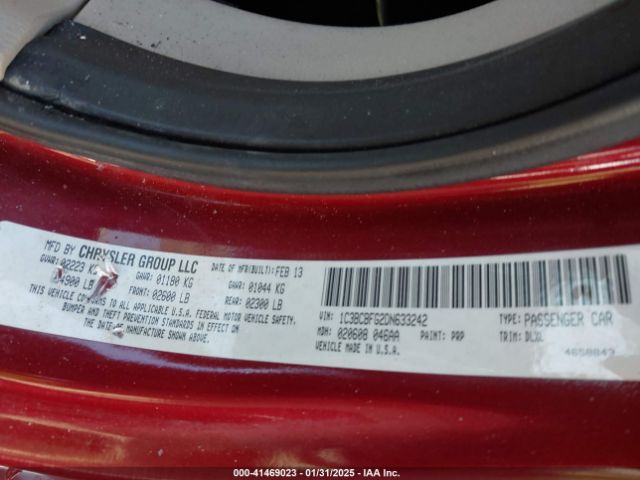 MFD BY CHRYSLER GROUP LLC DATE OF MFR(BUILT): FEB 13
GVWR: 02223 KG GAWR: 01180 KG GAWR: 01044 KG
04900 LB FRONT: 02600 LB REAR: 02300 LB
THIS VEHICLE CONFORMS TO ALL APPLICABLE U.S.A. FEDERAL MOTOR VEHICLE SAFETY,
BUMPER AND THEFT PREVENTION STANDARDS IN EFFECT ON
THE DATE OF MANUFACTURE SHOWN ABOVE.
VIN: 1C3BCBFG2DN633242 TYPE: PASSENGER CAR
MDH: 020608 046AA PAINT: PRP TRIM: DLXL
VEHICLE MADE IN U.S.A. 4658849
000-41469023 - 01/31/2025 - IAA Inc.